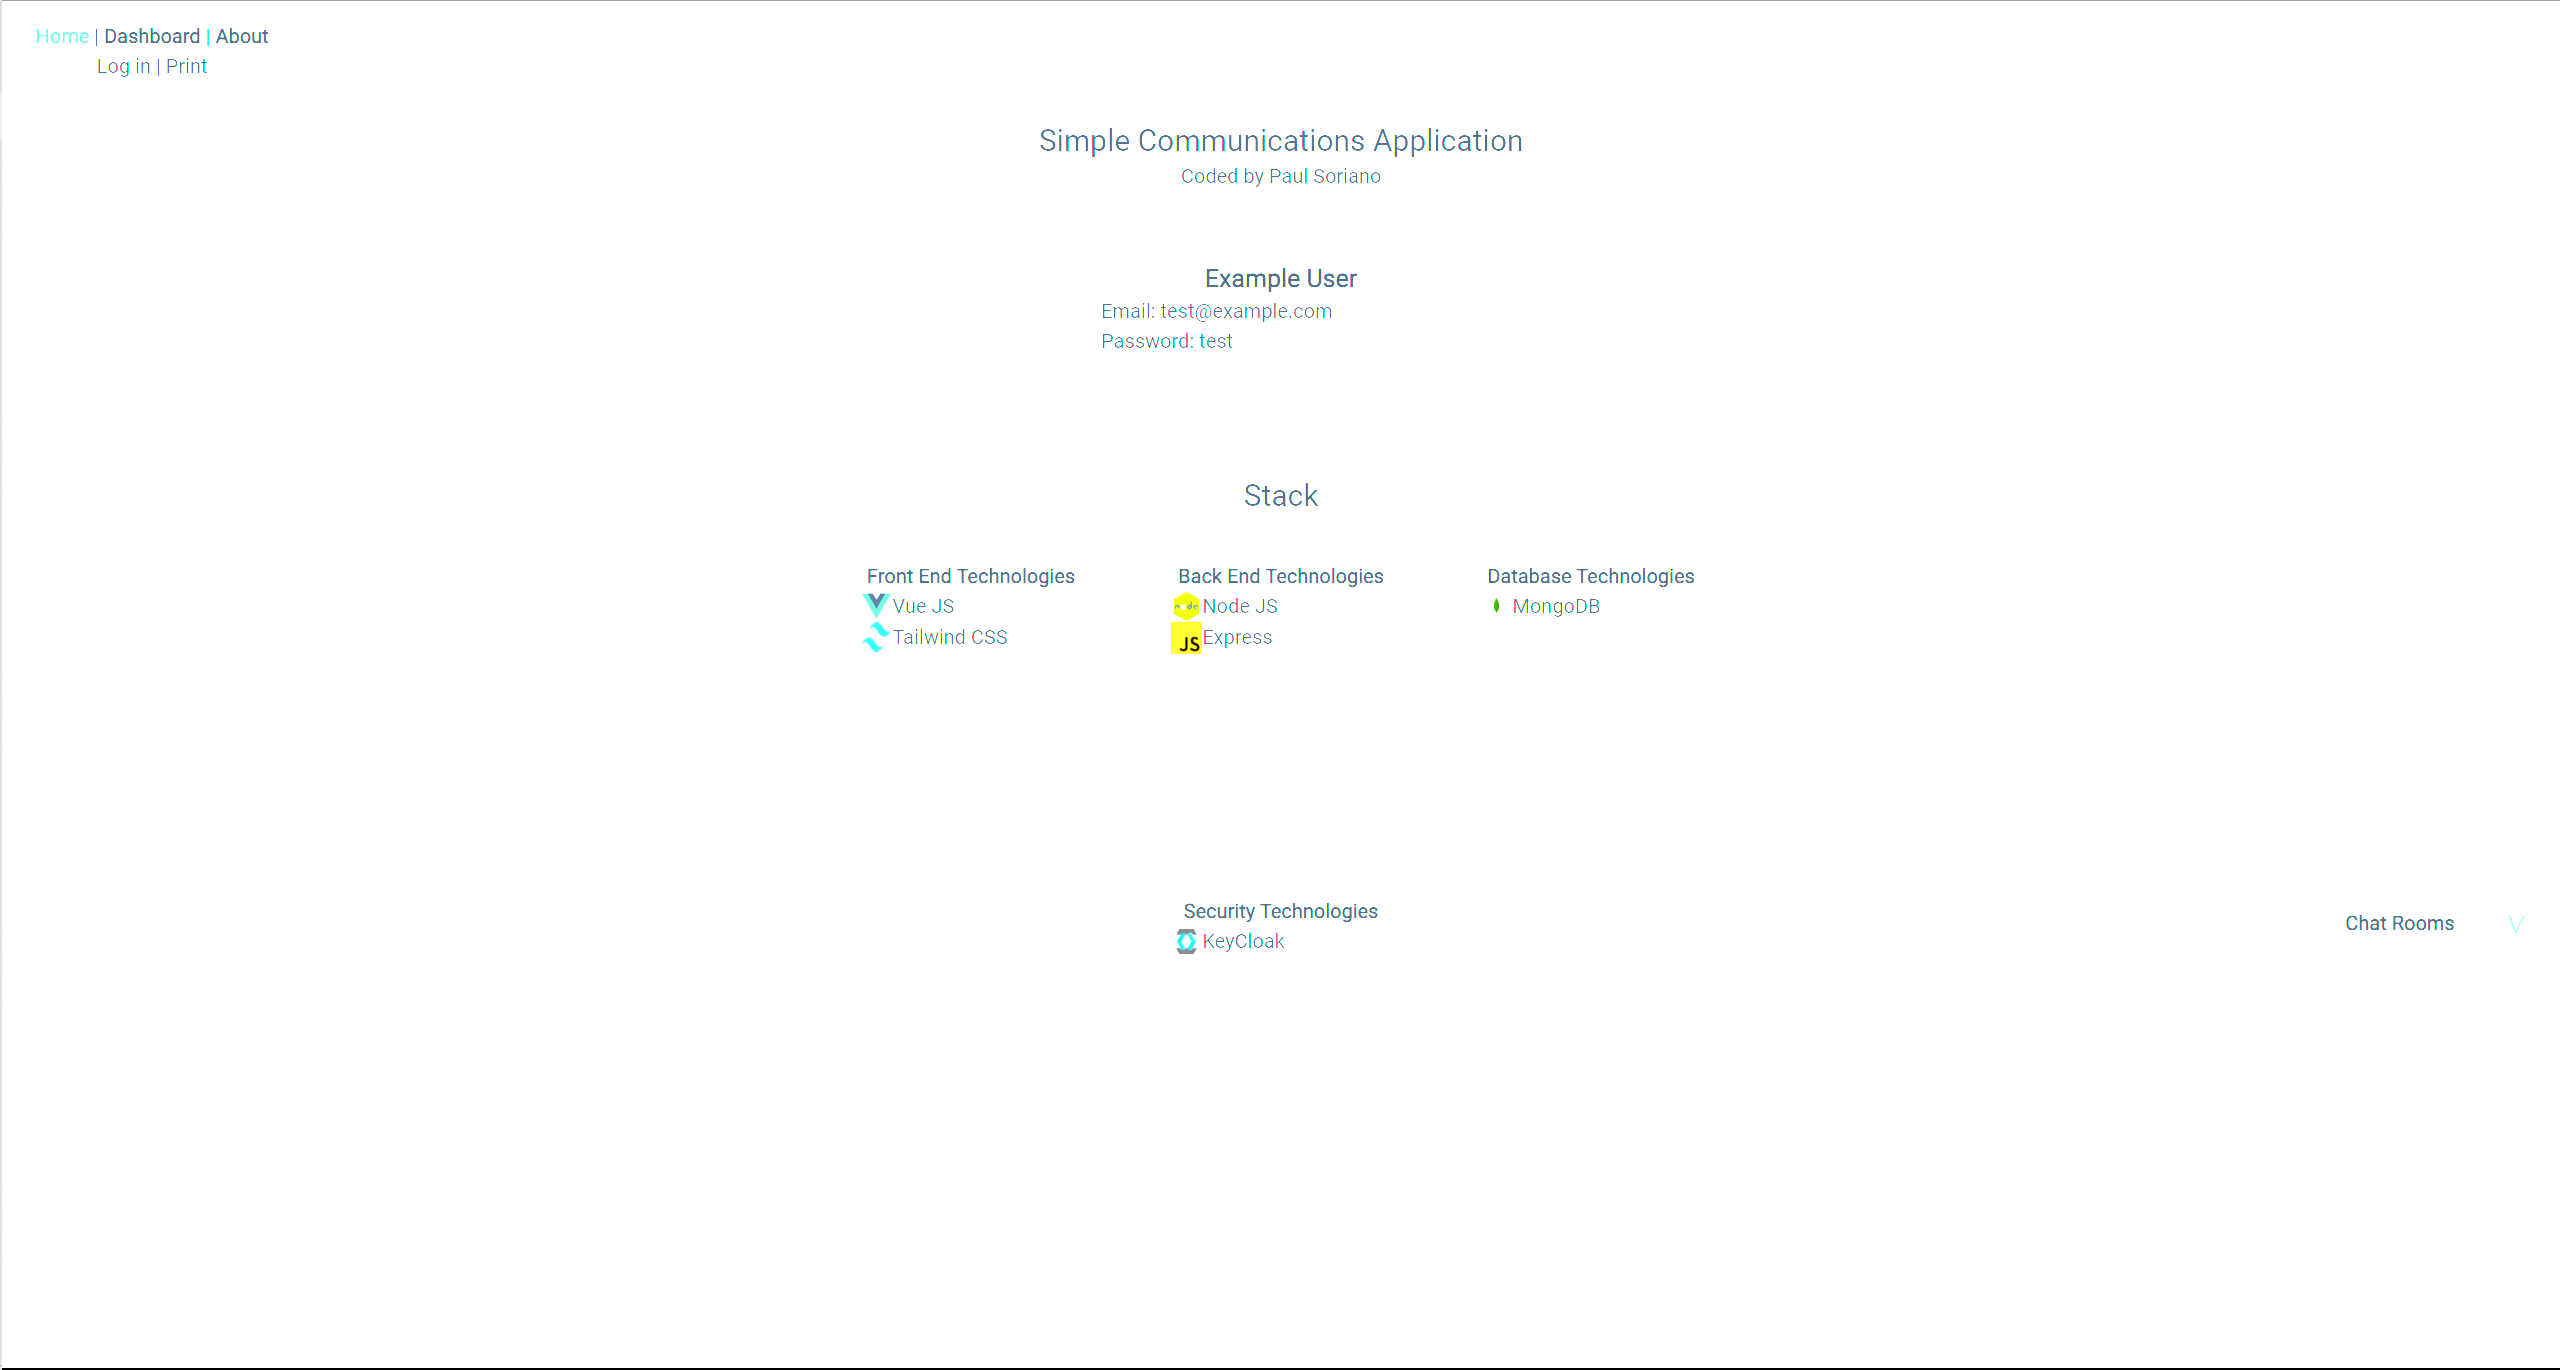 Home | Dashboard | About
Log in | Print
Simple Communications Application
Coded by Paul Soriano
Example User
Email: test@example.com
Password: test
Stack
Front End Technologies
Vue JS
Tailwind CSS
Back End Technologies
node
Node JS
JS
Express
Database Technologies
MongoDB
Security Technologies
KeyCloak
Chat Rooms V